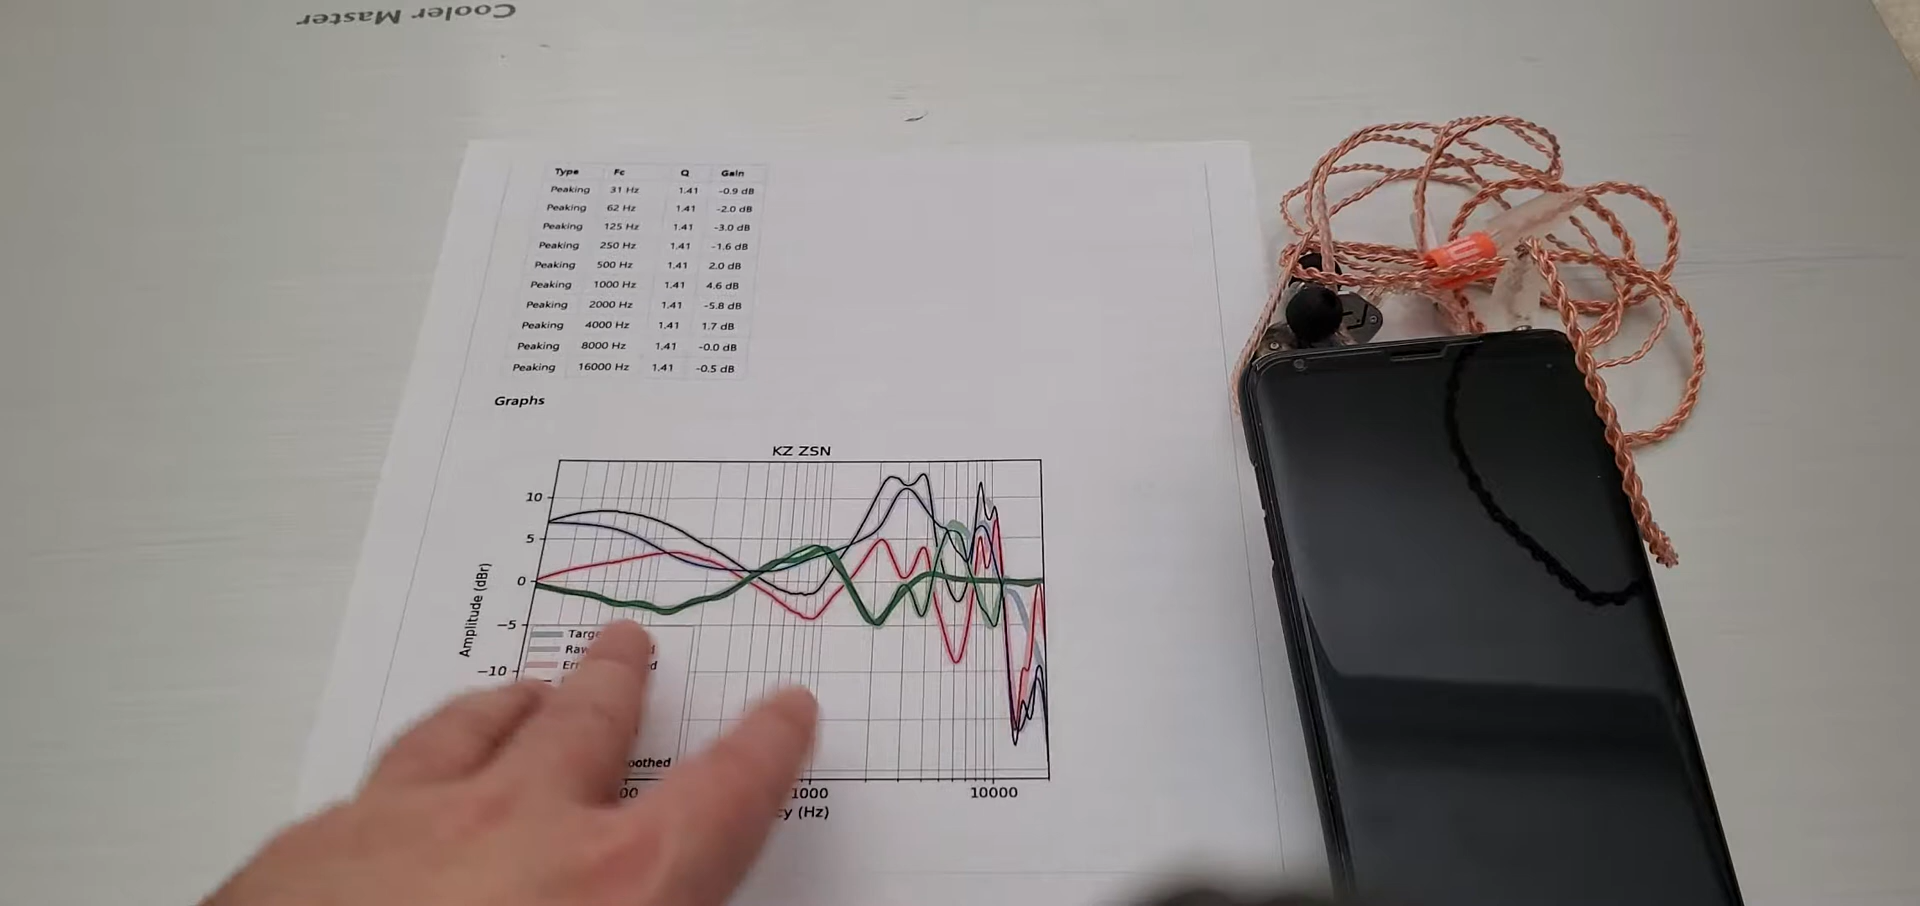 Cooler Master
Type Fc Q Gain
Peaking 31 Hz 1.41 -0.9 dB
Peaking 62 Hz 1.41 -2.0 dB
Peaking 125 Hz 1.41 -3.0 dB
Peaking 250 Hz 1.41 -1.6 dB
Peaking 500 Hz 1.41 2.0 dB
Peaking 1000 Hz 1.41 4.6 dB
Peaking 2000 Hz 1.41 -5.8 dB
Peaking 4000 Hz 1.41 1.7 dB
Peaking 8000 Hz 1.41 -0.0 dB
Peaking 16000 Hz 1.41 -0.5 dB
Graphs
KZ ZSN
10
5
0
−5
−10
Amplitude (dBr)
1000
10000
(Hz)